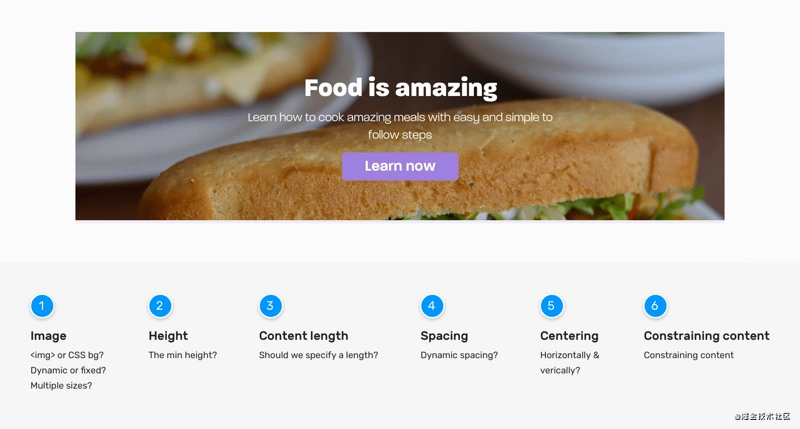 Food is amazing
Learn how to cook amazing meals with easy and simple to
follow steps
Learn now
1
2
3
4
5
6
Image
Height
Content length
Spacing
Centering
Constraining content
<img> or CSS bg?
Dynamic or fixed?
Multiple sizes?
The min height?
Should we specify a length?
Dynamic spacing?
Horizontally &
verically?
Constraining content
@掘金技术社区